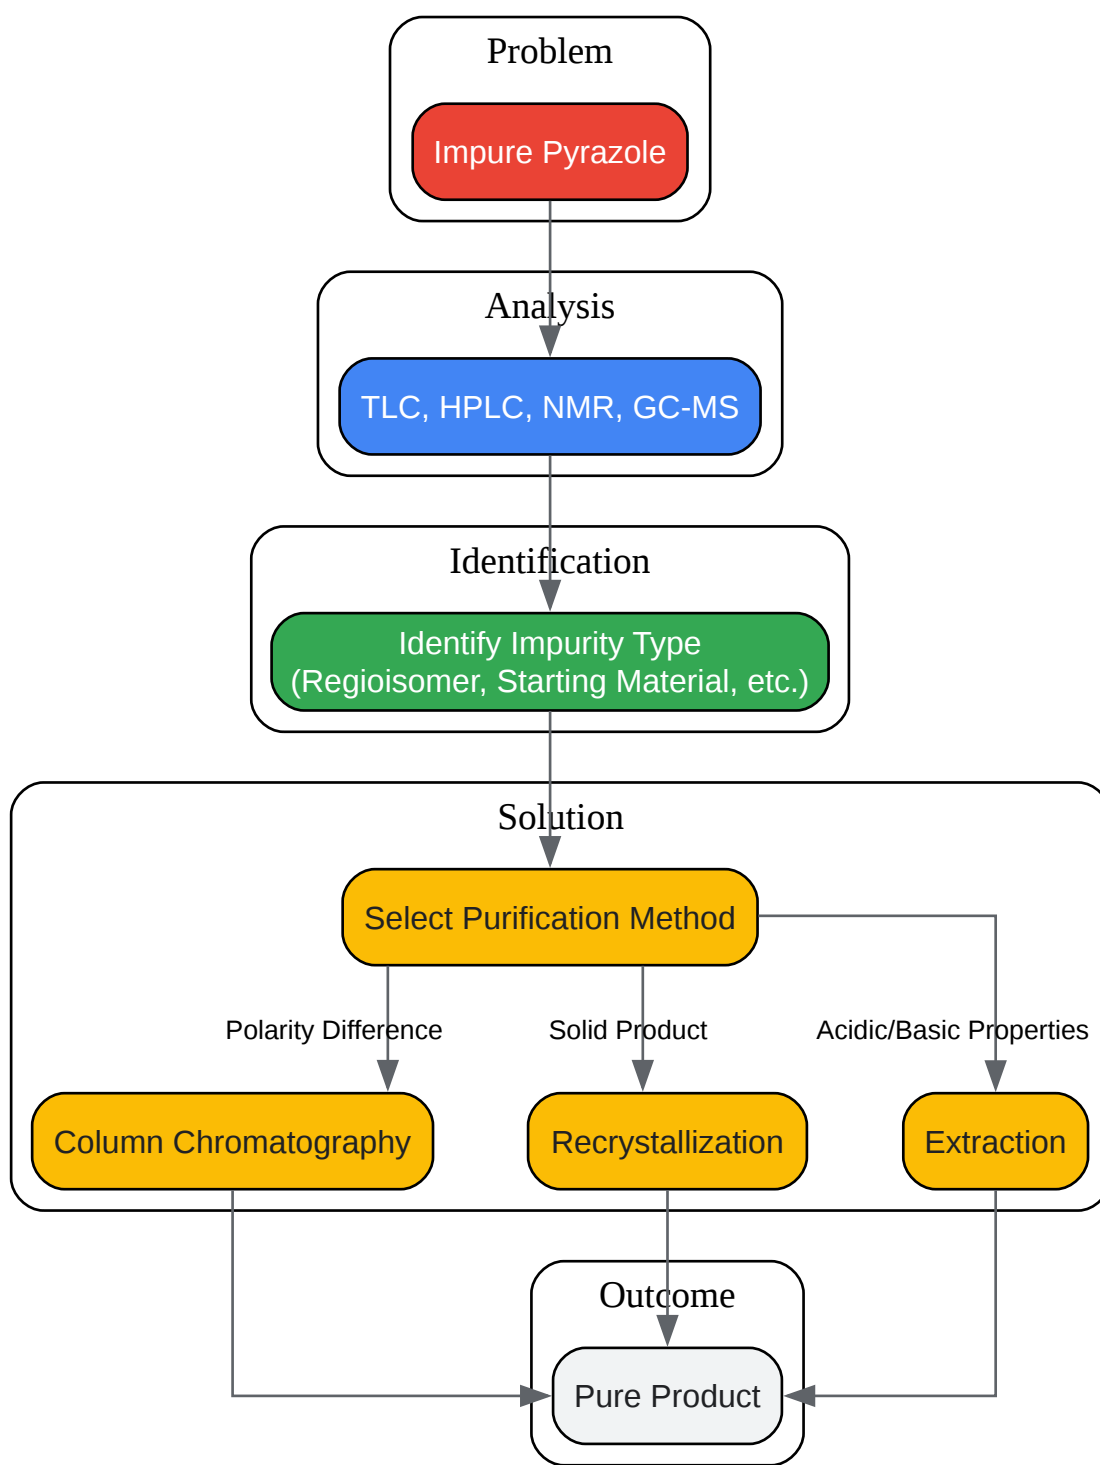 Problem
Impure Pyrazole
Analysis
TLC, HPLC, NMR, GC-MS
Identification
Identify Impurity Type
(Regioisomer, Starting Material, etc.)
Solution
Select Purification Method
Polarity Difference
Solid Product
Acidic/Basic Properties
Column Chromatography
Recrystallization
Extraction
Outcome
Pure Product